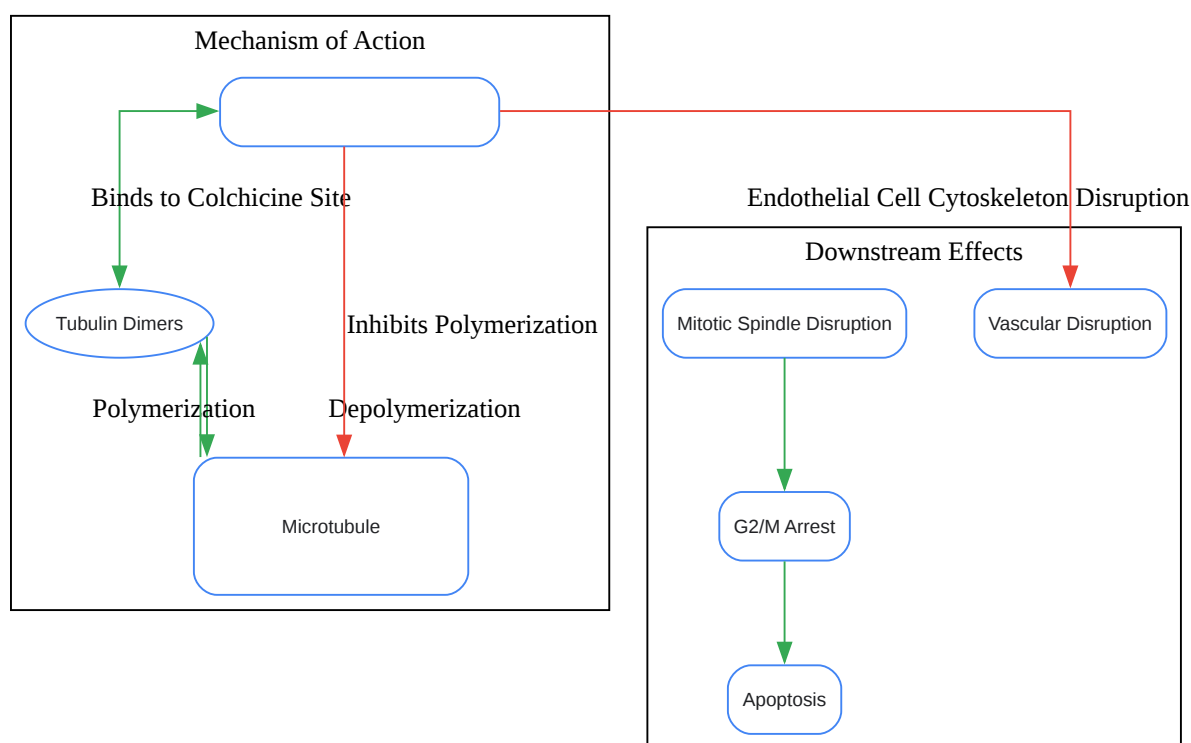 Mechanism of Action
Binds to Colchicine Site
Endothelial Cell Cytoskeleton Disruption
Downstream Effects
Tubulin Dimers
Inhibits Polymerization
Mitotic Spindle Disruption
Vascular Disruption
Polymerization
Depolymerization
Microtubule
G2/M Arrest
Apoptosis